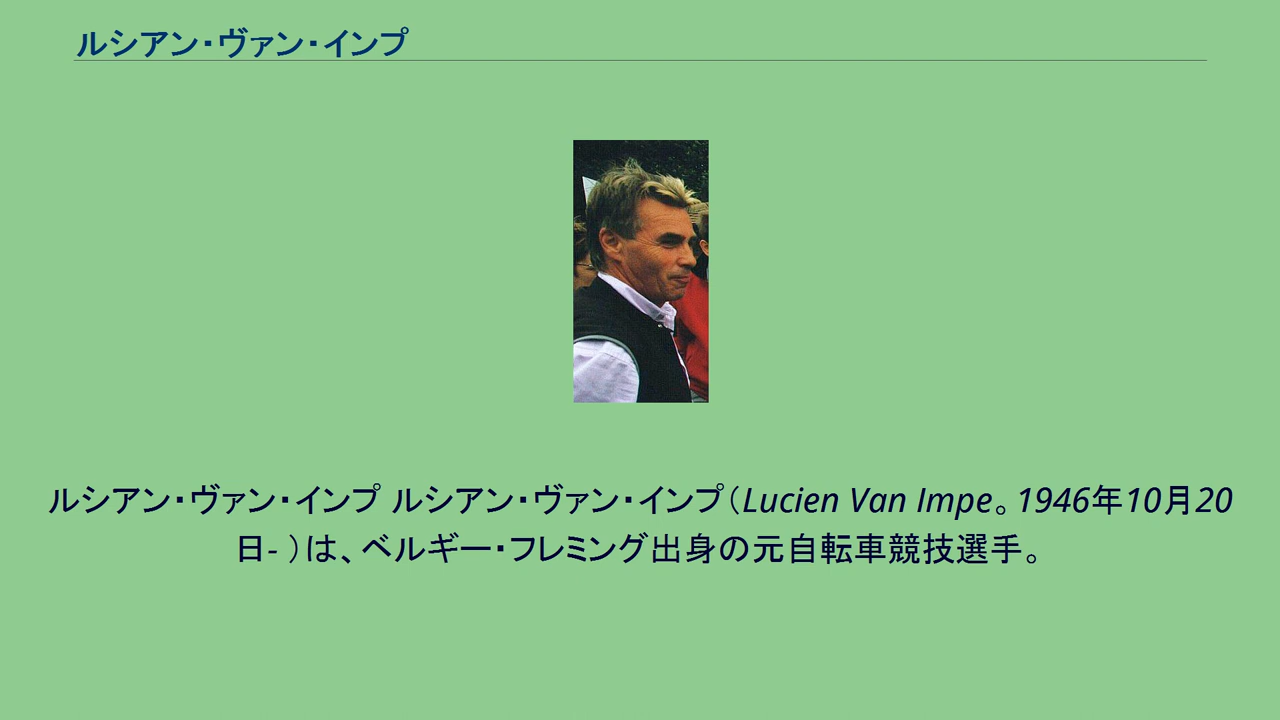 ルシアン・ヴァン・インプ
ルシアン・ヴァン・インプ ルシアン・ヴァン・インプ（Lucien Van Impe。1946年10月20
日- ）は、ベルギー・フレミング出身の元自転車競技選手。